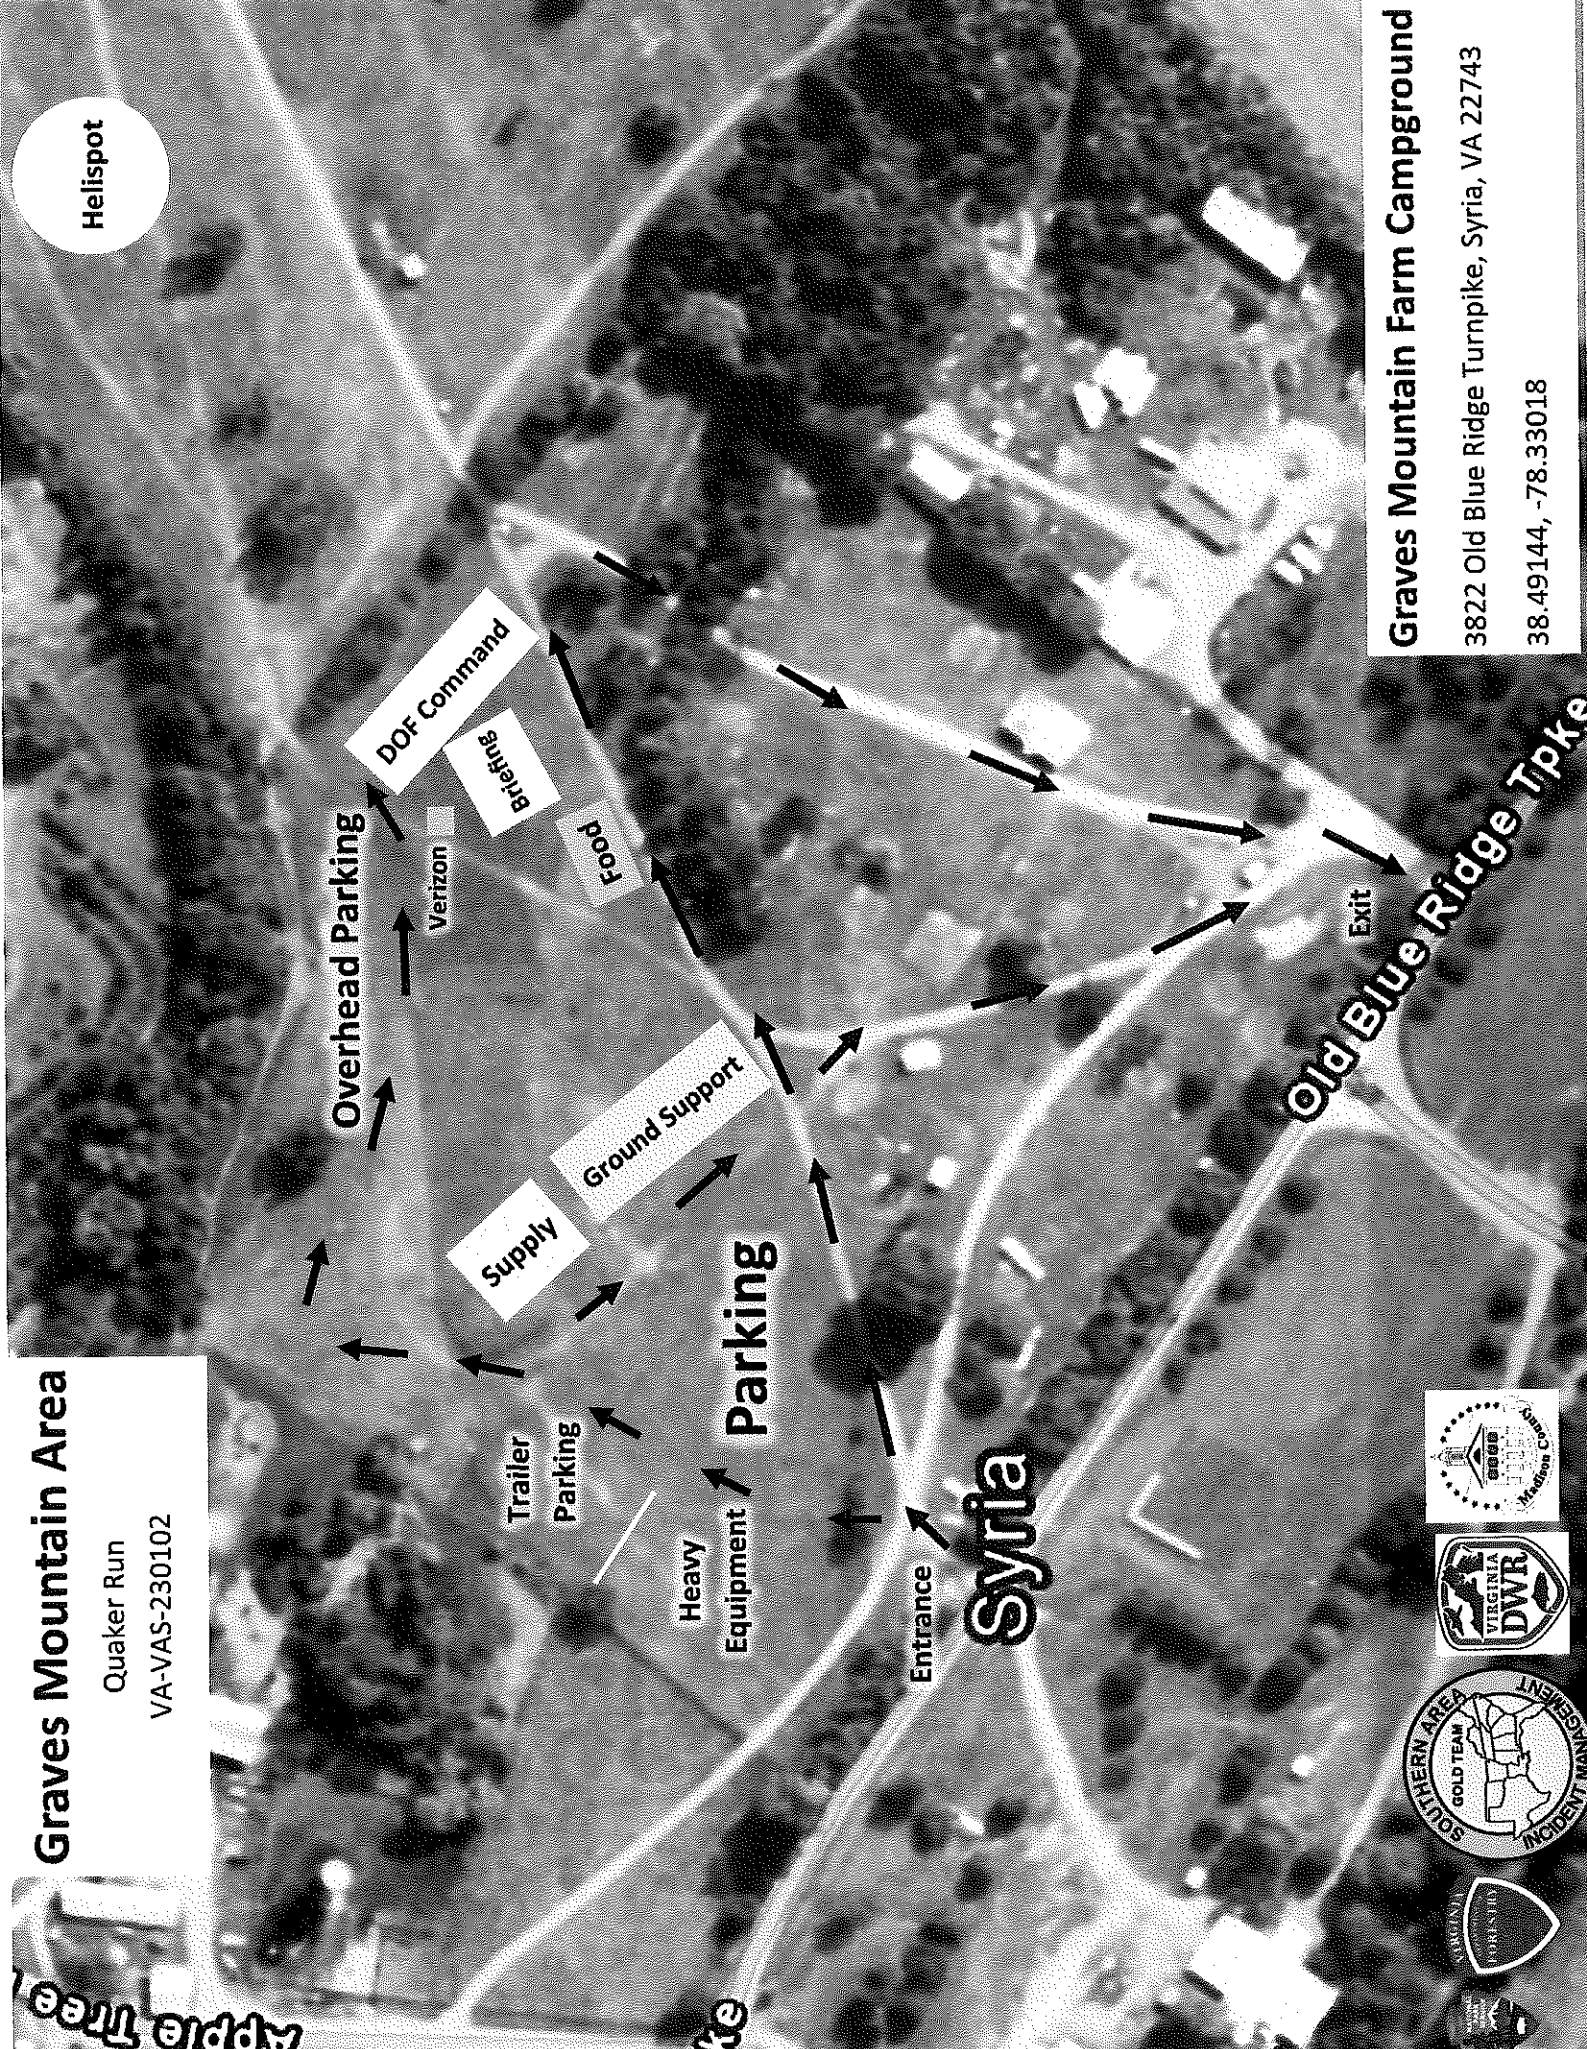 Graves Mountain Area
Quaker Run
VA-VAS-230102
Helispot
Overhead Parking
Verizon
DOF Command
Briefing
Food
Trailer
Parking
Supply
Ground Support
Heavy
Equipment
Parking
Entrance
Syria
Exit
Old Blue Ridge Tpke
Apple Tree
ke
Graves Mountain Farm Campground
3822 Old Blue Ridge Turnpike, Syria, VA 22743
38.49144, -78.33018
VIRGINIA
FORESTRY
SOUTHERN AREA
GOLD TEAM
INCIDENT MANAGEMENT
VIRGINIA
DWR
Madison County